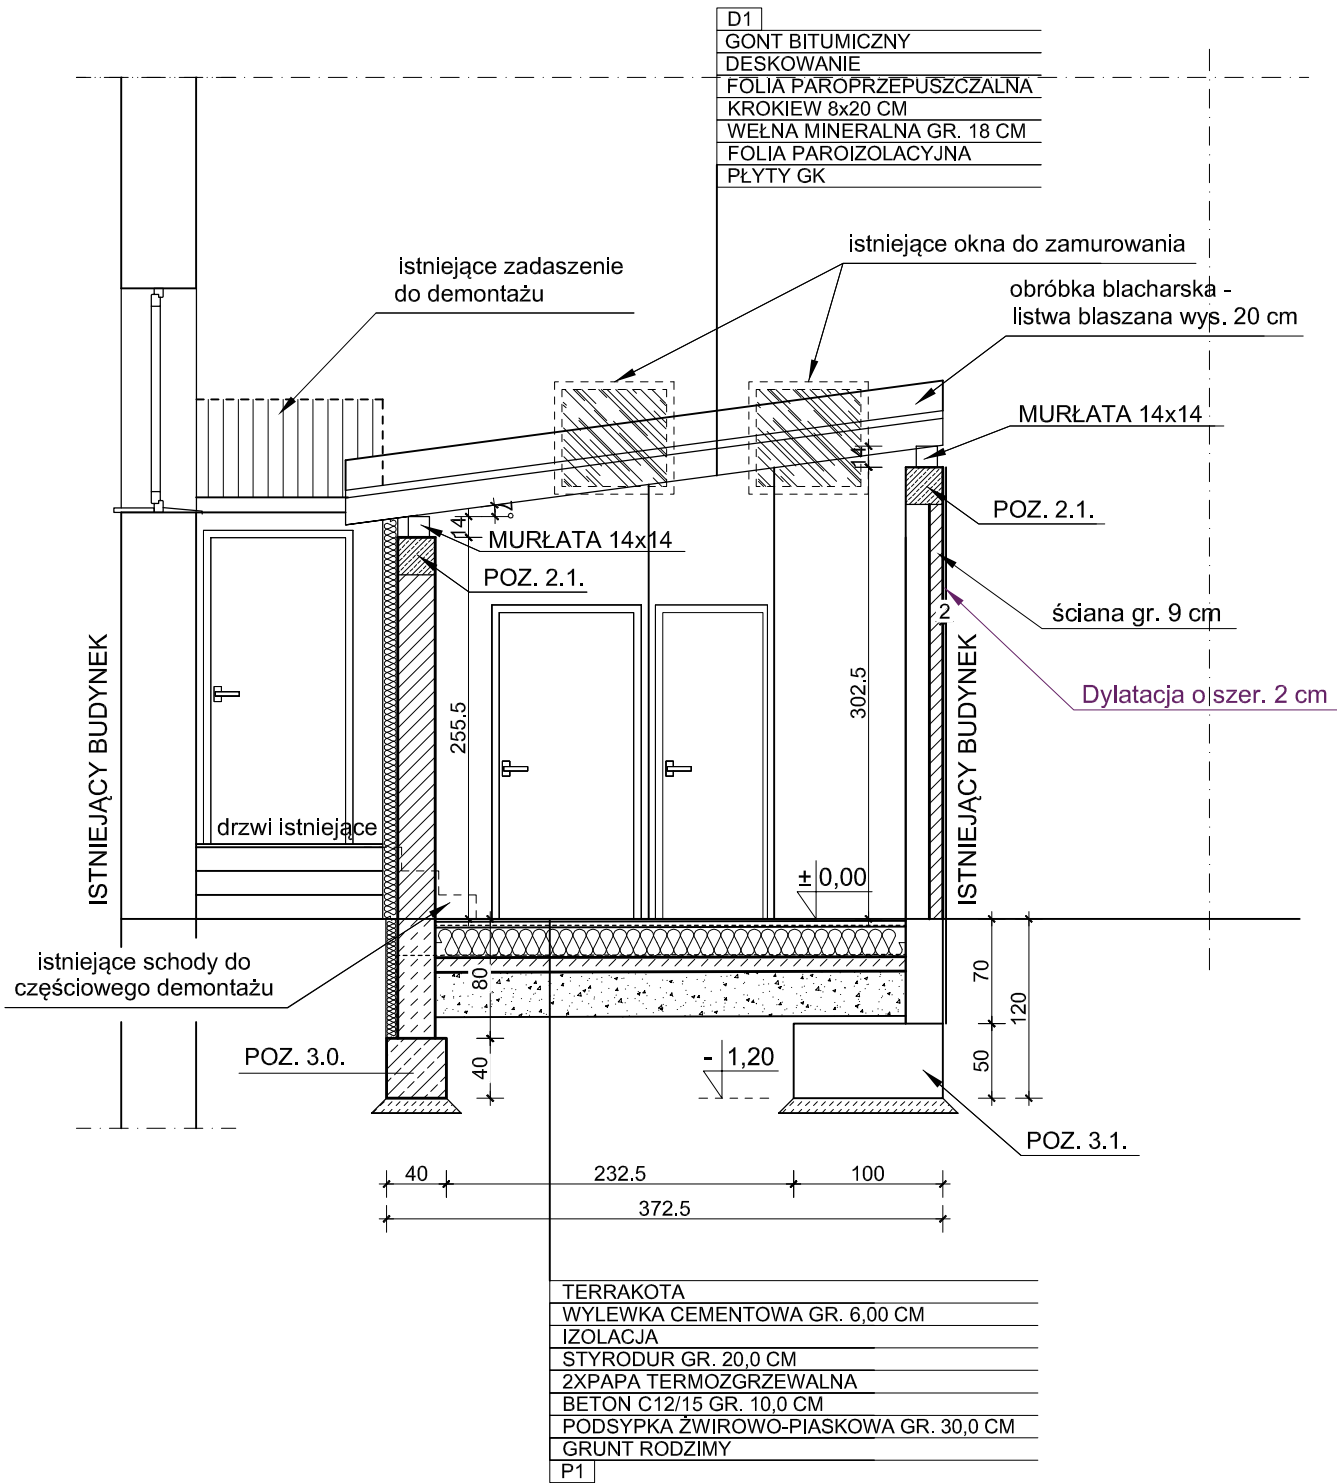 D1
GONT BITUMICZNY
DESKOWANIE
FOLIA PAROPRZEPUSZCZALNA
KROKIEW 8x20 CM
WEŁNA MINERALNA GR. 18 CM
FOLIA PAROIZOLACYJNA
PŁYTY GK
istniejące okna do zamurowania
istniejące zadaszenie
do demontażu
obróbka blacharska -
listwa blaszana wys. 20 cm
MURŁATA 14x14
14
POZ. 2.1.
7°
14
MURŁATA 14x14
POZ. 2.1.
2
ściana gr. 9 cm
ISTNIEJĄCY BUDYNEK
255.5
302.5
ISTNIEJĄCY BUDYNEK
Dylatacja o szer. 2 cm
drzwi istniejące
± 0,00
istniejące schody do
częściowego demontażu
80
70
120
POZ. 3.0.
40
- 1,20
50
POZ. 3.1.
40
232.5
100
372.5
TERRAKOTA
WYLEWKA CEMENTOWA GR. 6,00 CM
IZOLACJA
STYRODUR GR. 20,0 CM
2XPAPA TERMOZGRZEWALNA
BETON C12/15 GR. 10,0 CM
PODSYPKA ŻWIROWO-PIASKOWA GR. 30,0 CM
GRUNT RODZIMY
P1